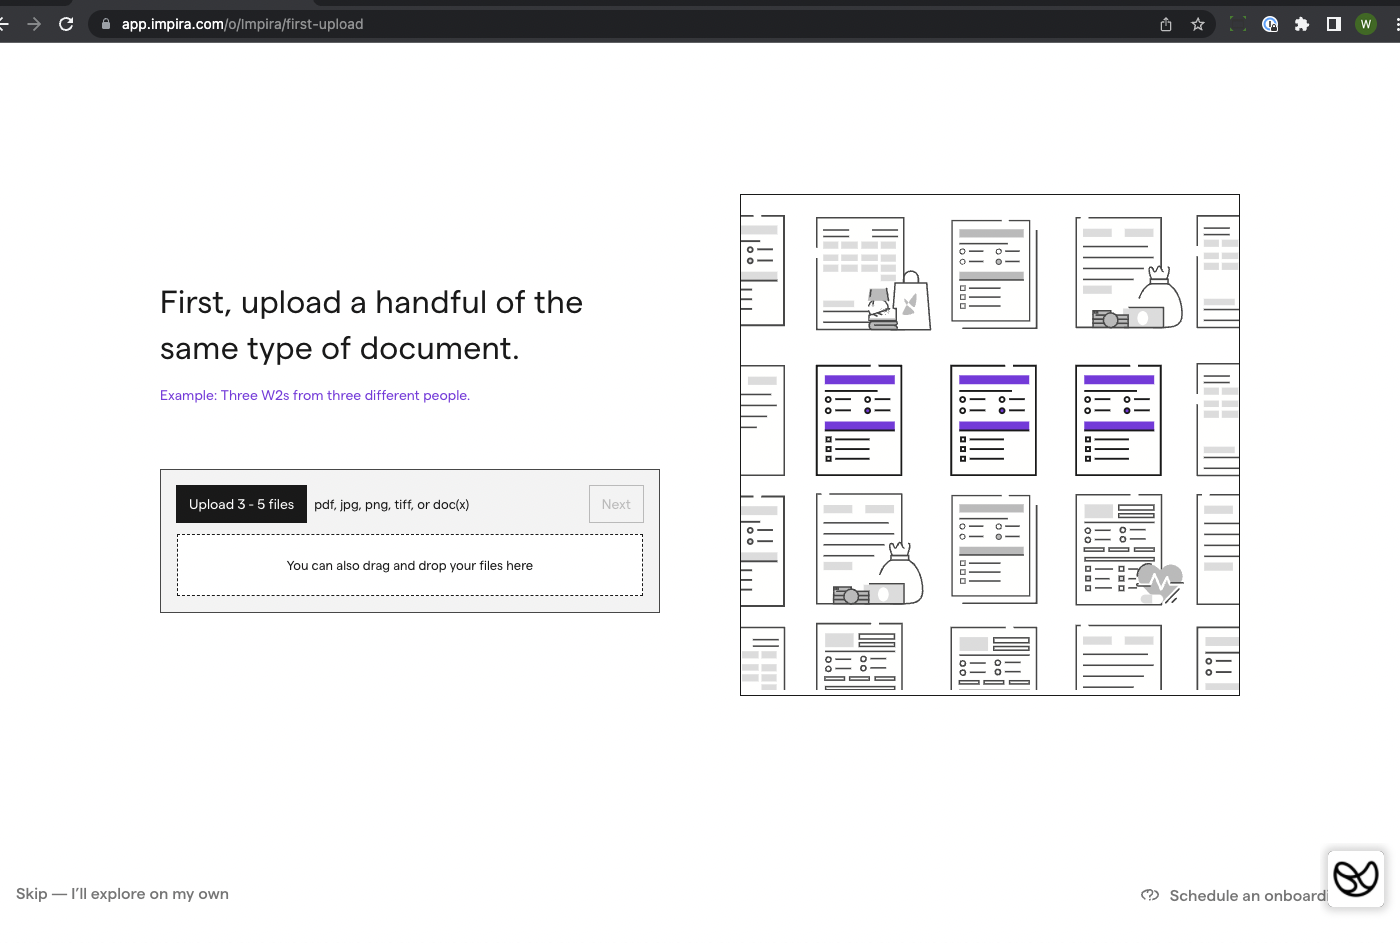 app.impira.com/o/Impira/first-upload
W
First, upload a handful of the
same type of document.
Example: Three W2s from three different people.
Upload 3 - 5 files
pdf, jpg, png, tiff, or doc(x)
Next
You can also drag and drop your files here
Skip — I'll explore on my own
Schedule an onboardi